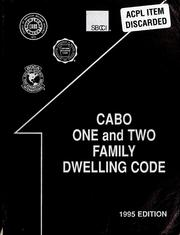 SBCCI
ACPL ITEM
DISCARDED
CABO
ONE and TWO
FAMILY
DWELLING CODE
1995 EDITION